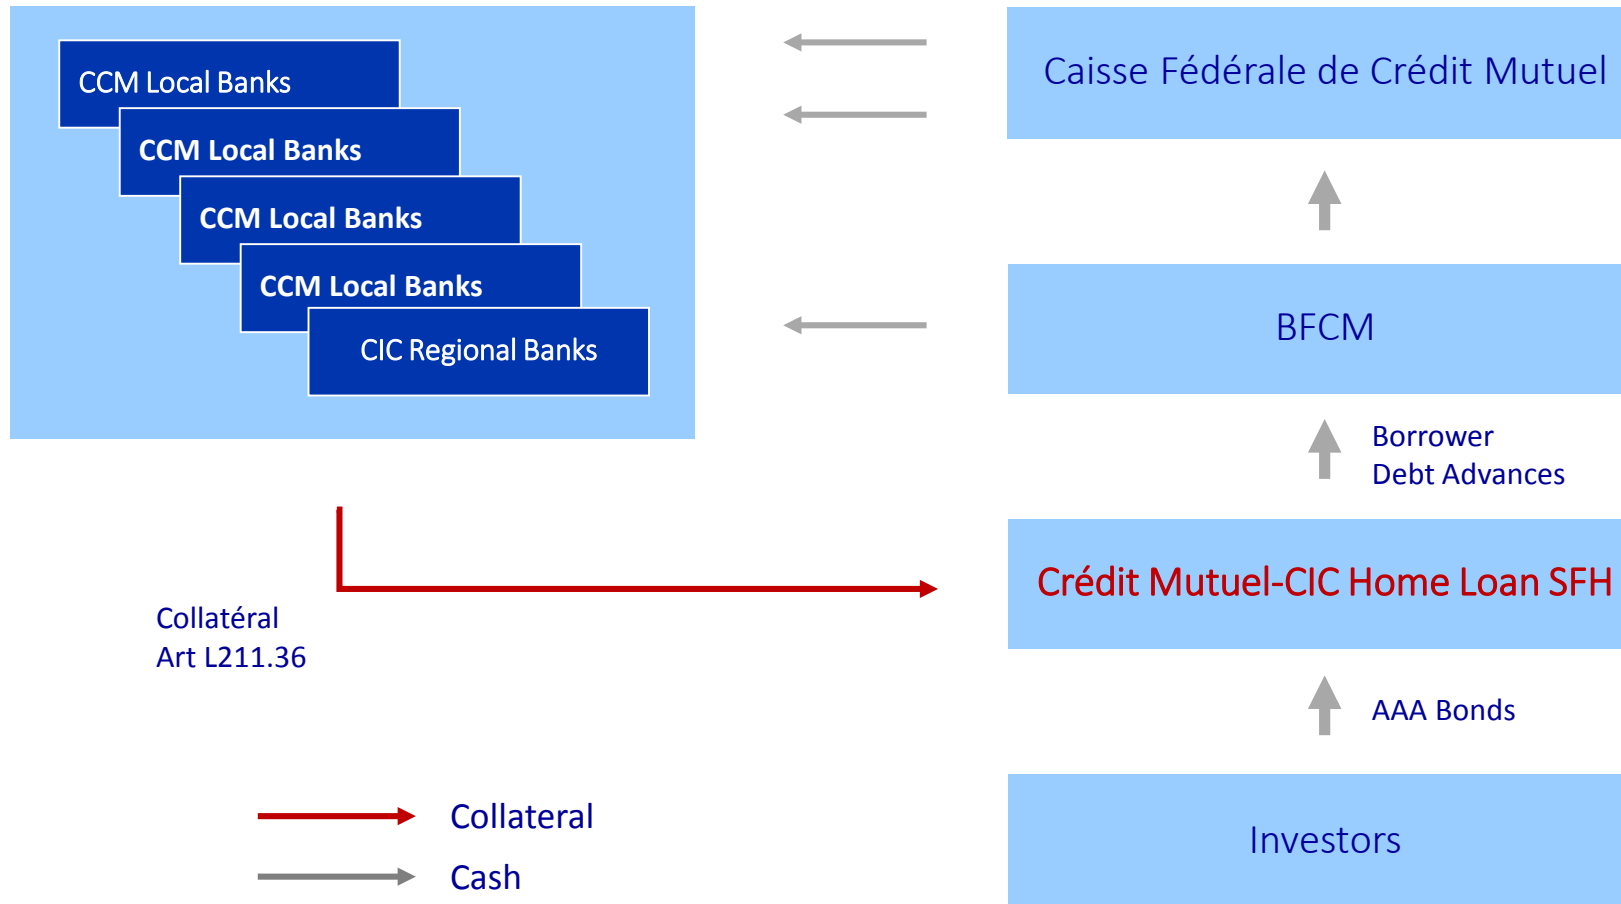 CCM Local Banks
CCM Local Banks
CCM Local Banks
CCM Local Banks
CIC Regional Banks
Caisse Fédérale de Crédit Mutuel
BFCM
Borrower
Debt Advances
Crédit Mutuel-CIC Home Loan SFH
Collatéral
Art L211.36
AAA Bonds
Investors
Collateral
Cash